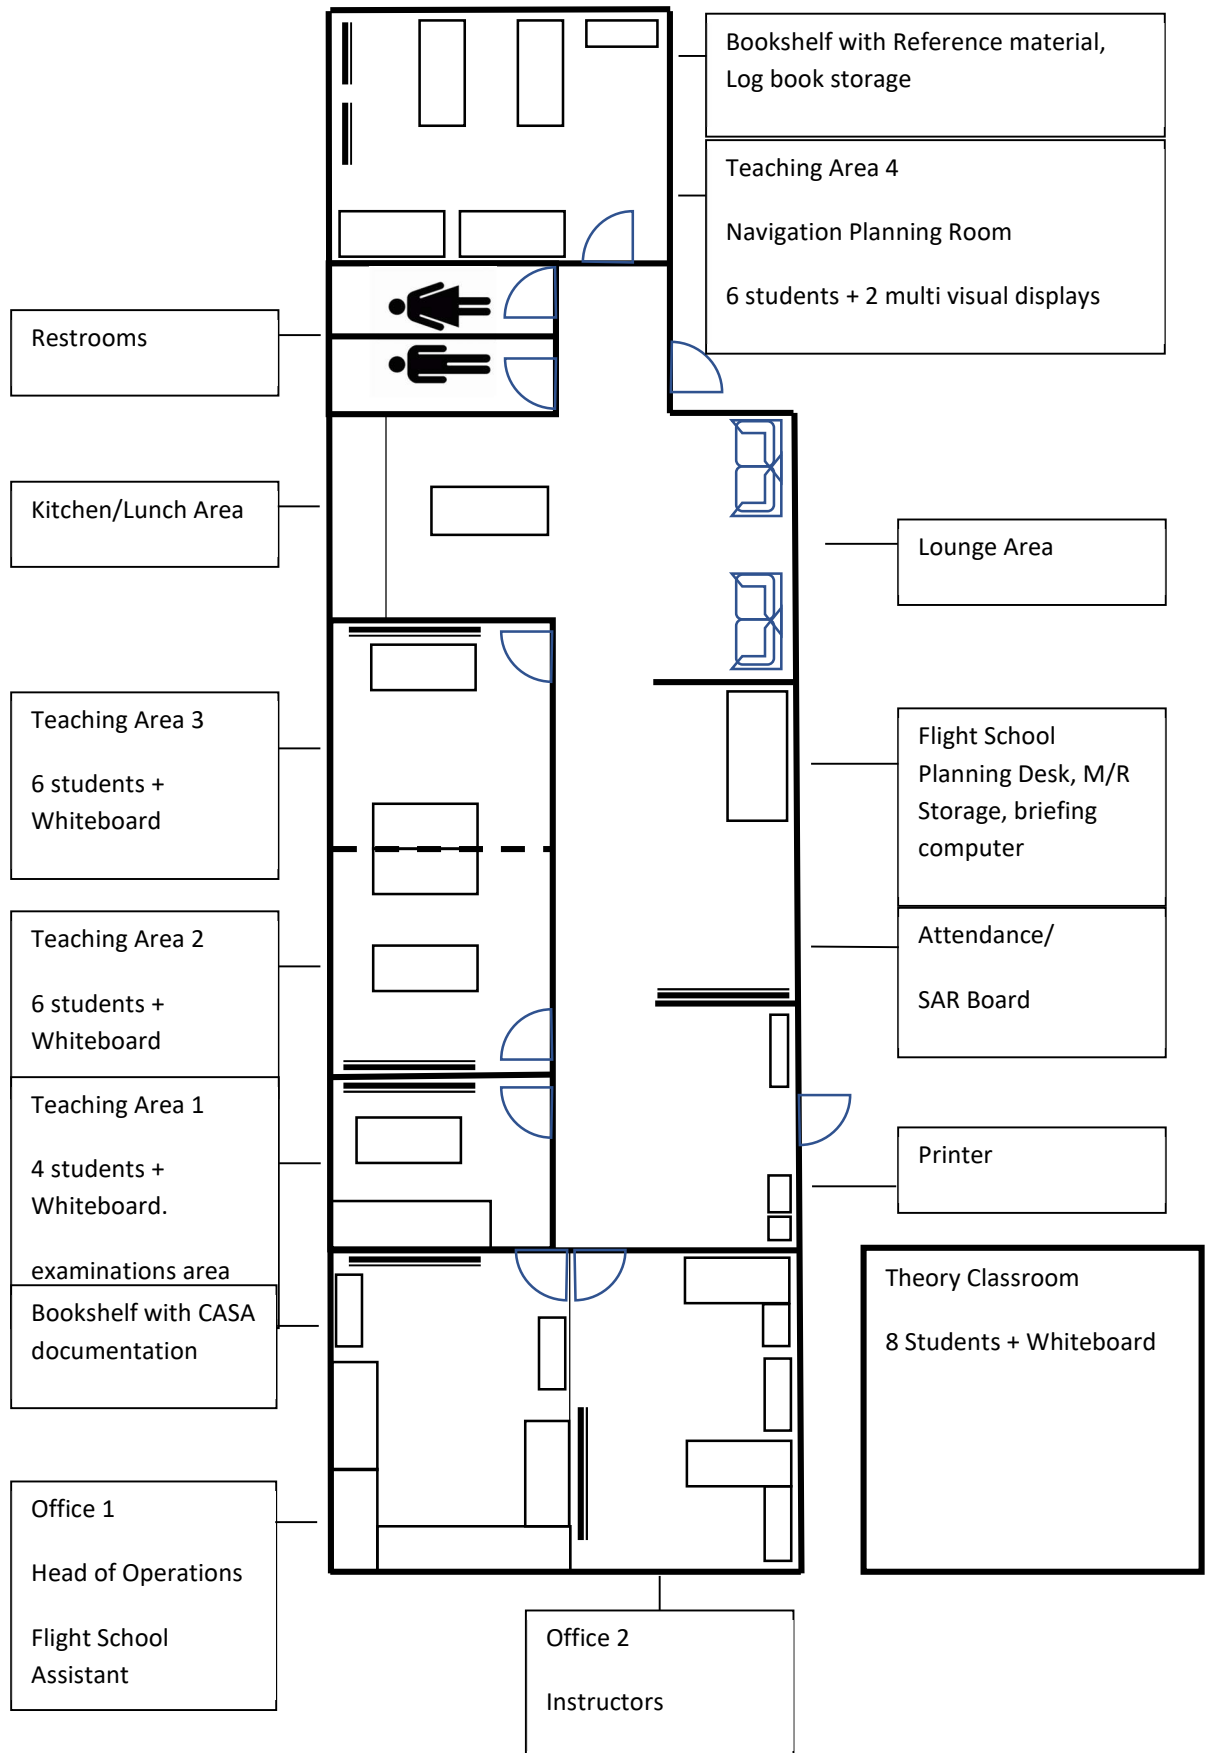 Bookshelf with Reference material,
Log book storage
Teaching Area 4
Navigation Planning Room
6 students + 2 multi visual displays
Restrooms
Kitchen/Lunch Area
Lounge Area
Teaching Area 3
6 students +
Whiteboard
Flight School
Planning Desk, M/R
Storage, briefing
computer
Teaching Area 2
6 students +
Whiteboard
Attendance/
SAR Board
Teaching Area 1
4 students +
Whiteboard.
examinations area
Printer
Bookshelf with CASA
documentation
Theory Classroom
8 Students + Whiteboard
Office 1
Head of Operations
Flight School
Assistant
Office 2
Instructors